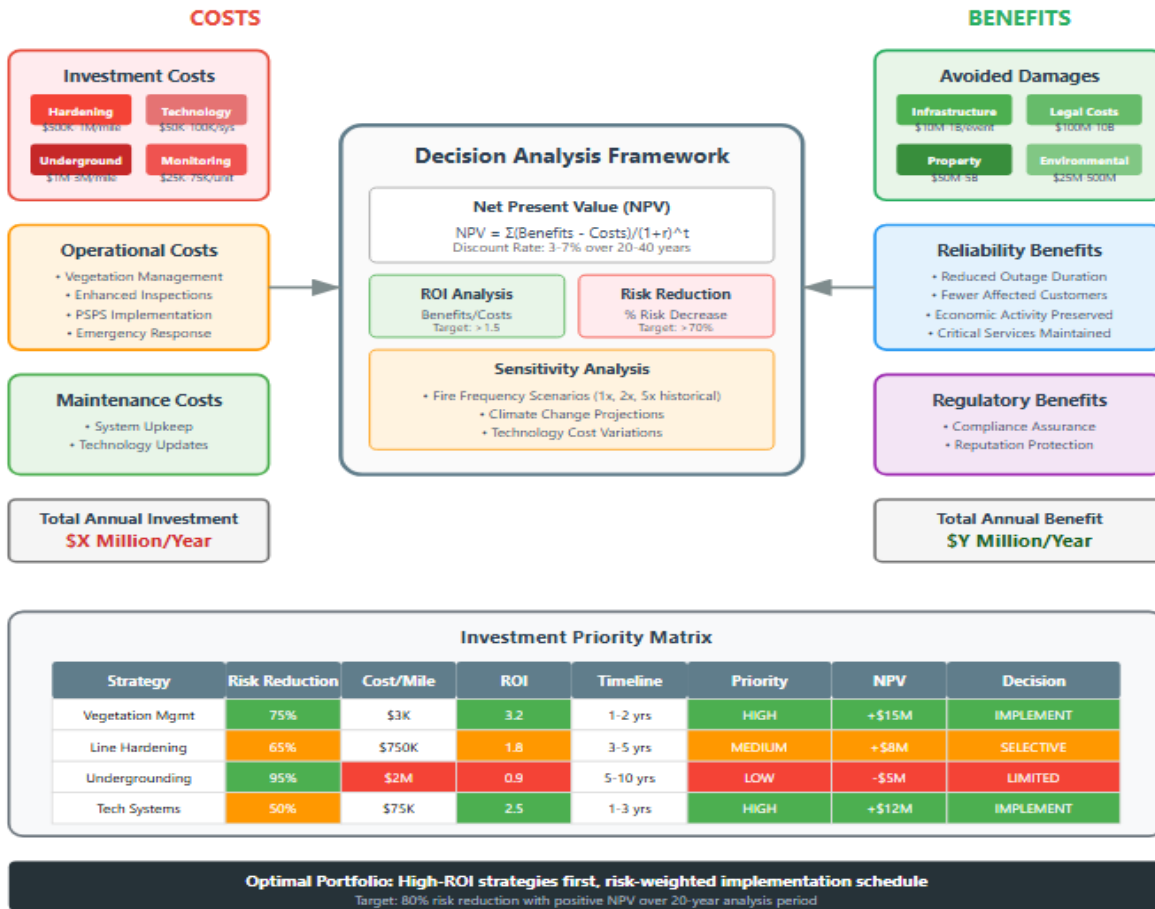 COSTS
BENEFITS
Investment Costs
Hardening
$500K-1M/mile
Technology
$50K-100K/sys
Underground
$1M-3M/mile
Monitoring
$25K-75K/unit
Operational Costs
• Vegetation Management
• Enhanced Inspections
• PSPS Implementation
• Emergency Response
Maintenance Costs
• System Upkeep
• Technology Updates
Total Annual Investment
$X Million/Year
Decision Analysis Framework
Net Present Value (NPV)
NPV = Σ(Benefits - Costs)/(1+r)^t
Discount Rate: 3-7% over 20-40 years
ROI Analysis
Benefits/Costs
Target: >1.5
Risk Reduction
% Risk Decrease
Target: >70%
Sensitivity Analysis
• Fire Frequency Scenarios (1x, 2x, 5x historical)
• Climate Change Projections
• Technology Cost Variations
Avoided Damages
Infrastructure
$10M-1B/event
Legal Costs
$100M-10B
Property
$50M-5B
Environmental
$25M-500M
Reliability Benefits
• Reduced Outage Duration
• Fewer Affected Customers
• Economic Activity Preserved
• Critical Services Maintained
Regulatory Benefits
• Compliance Assurance
• Reputation Protection
Total Annual Benefit
$Y Million/Year
Investment Priority Matrix
Strategy Risk Reduction Cost/Mile ROI Timeline Priority NPV Decision
Vegetation Mgmt 75% $3K 3.2 1-2 yrs HIGH +$15M IMPLEMENT
Line Hardening 65% $750K 1.8 3-5 yrs MEDIUM +$8M SELECTIVE
Undergrounding 95% $2M 0.9 5-10 yrs LOW -$5M LIMITED
Tech Systems 50% $75K 2.5 1-3 yrs HIGH +$12M IMPLEMENT
Optimal Portfolio: High-ROI strategies first, risk-weighted implementation schedule
Target: 80% risk reduction with positive NPV over 20-year analysis period